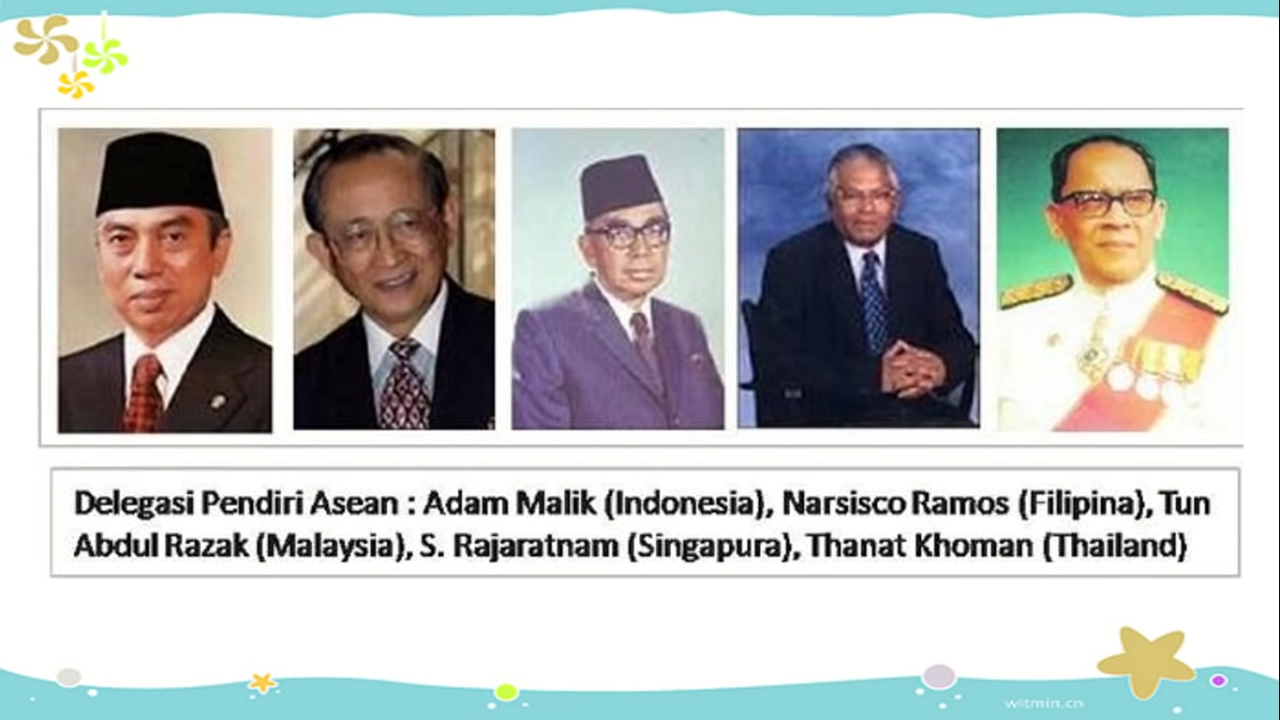 Delegasi Pendiri Asean : Adam Malik (Indonesia), Narsisco Ramos (Filipina), Tun
Abdul Razak (Malaysia), S. Rajaratnam (Singapura), Thanat Khoman (Thailand)
witmin.cn